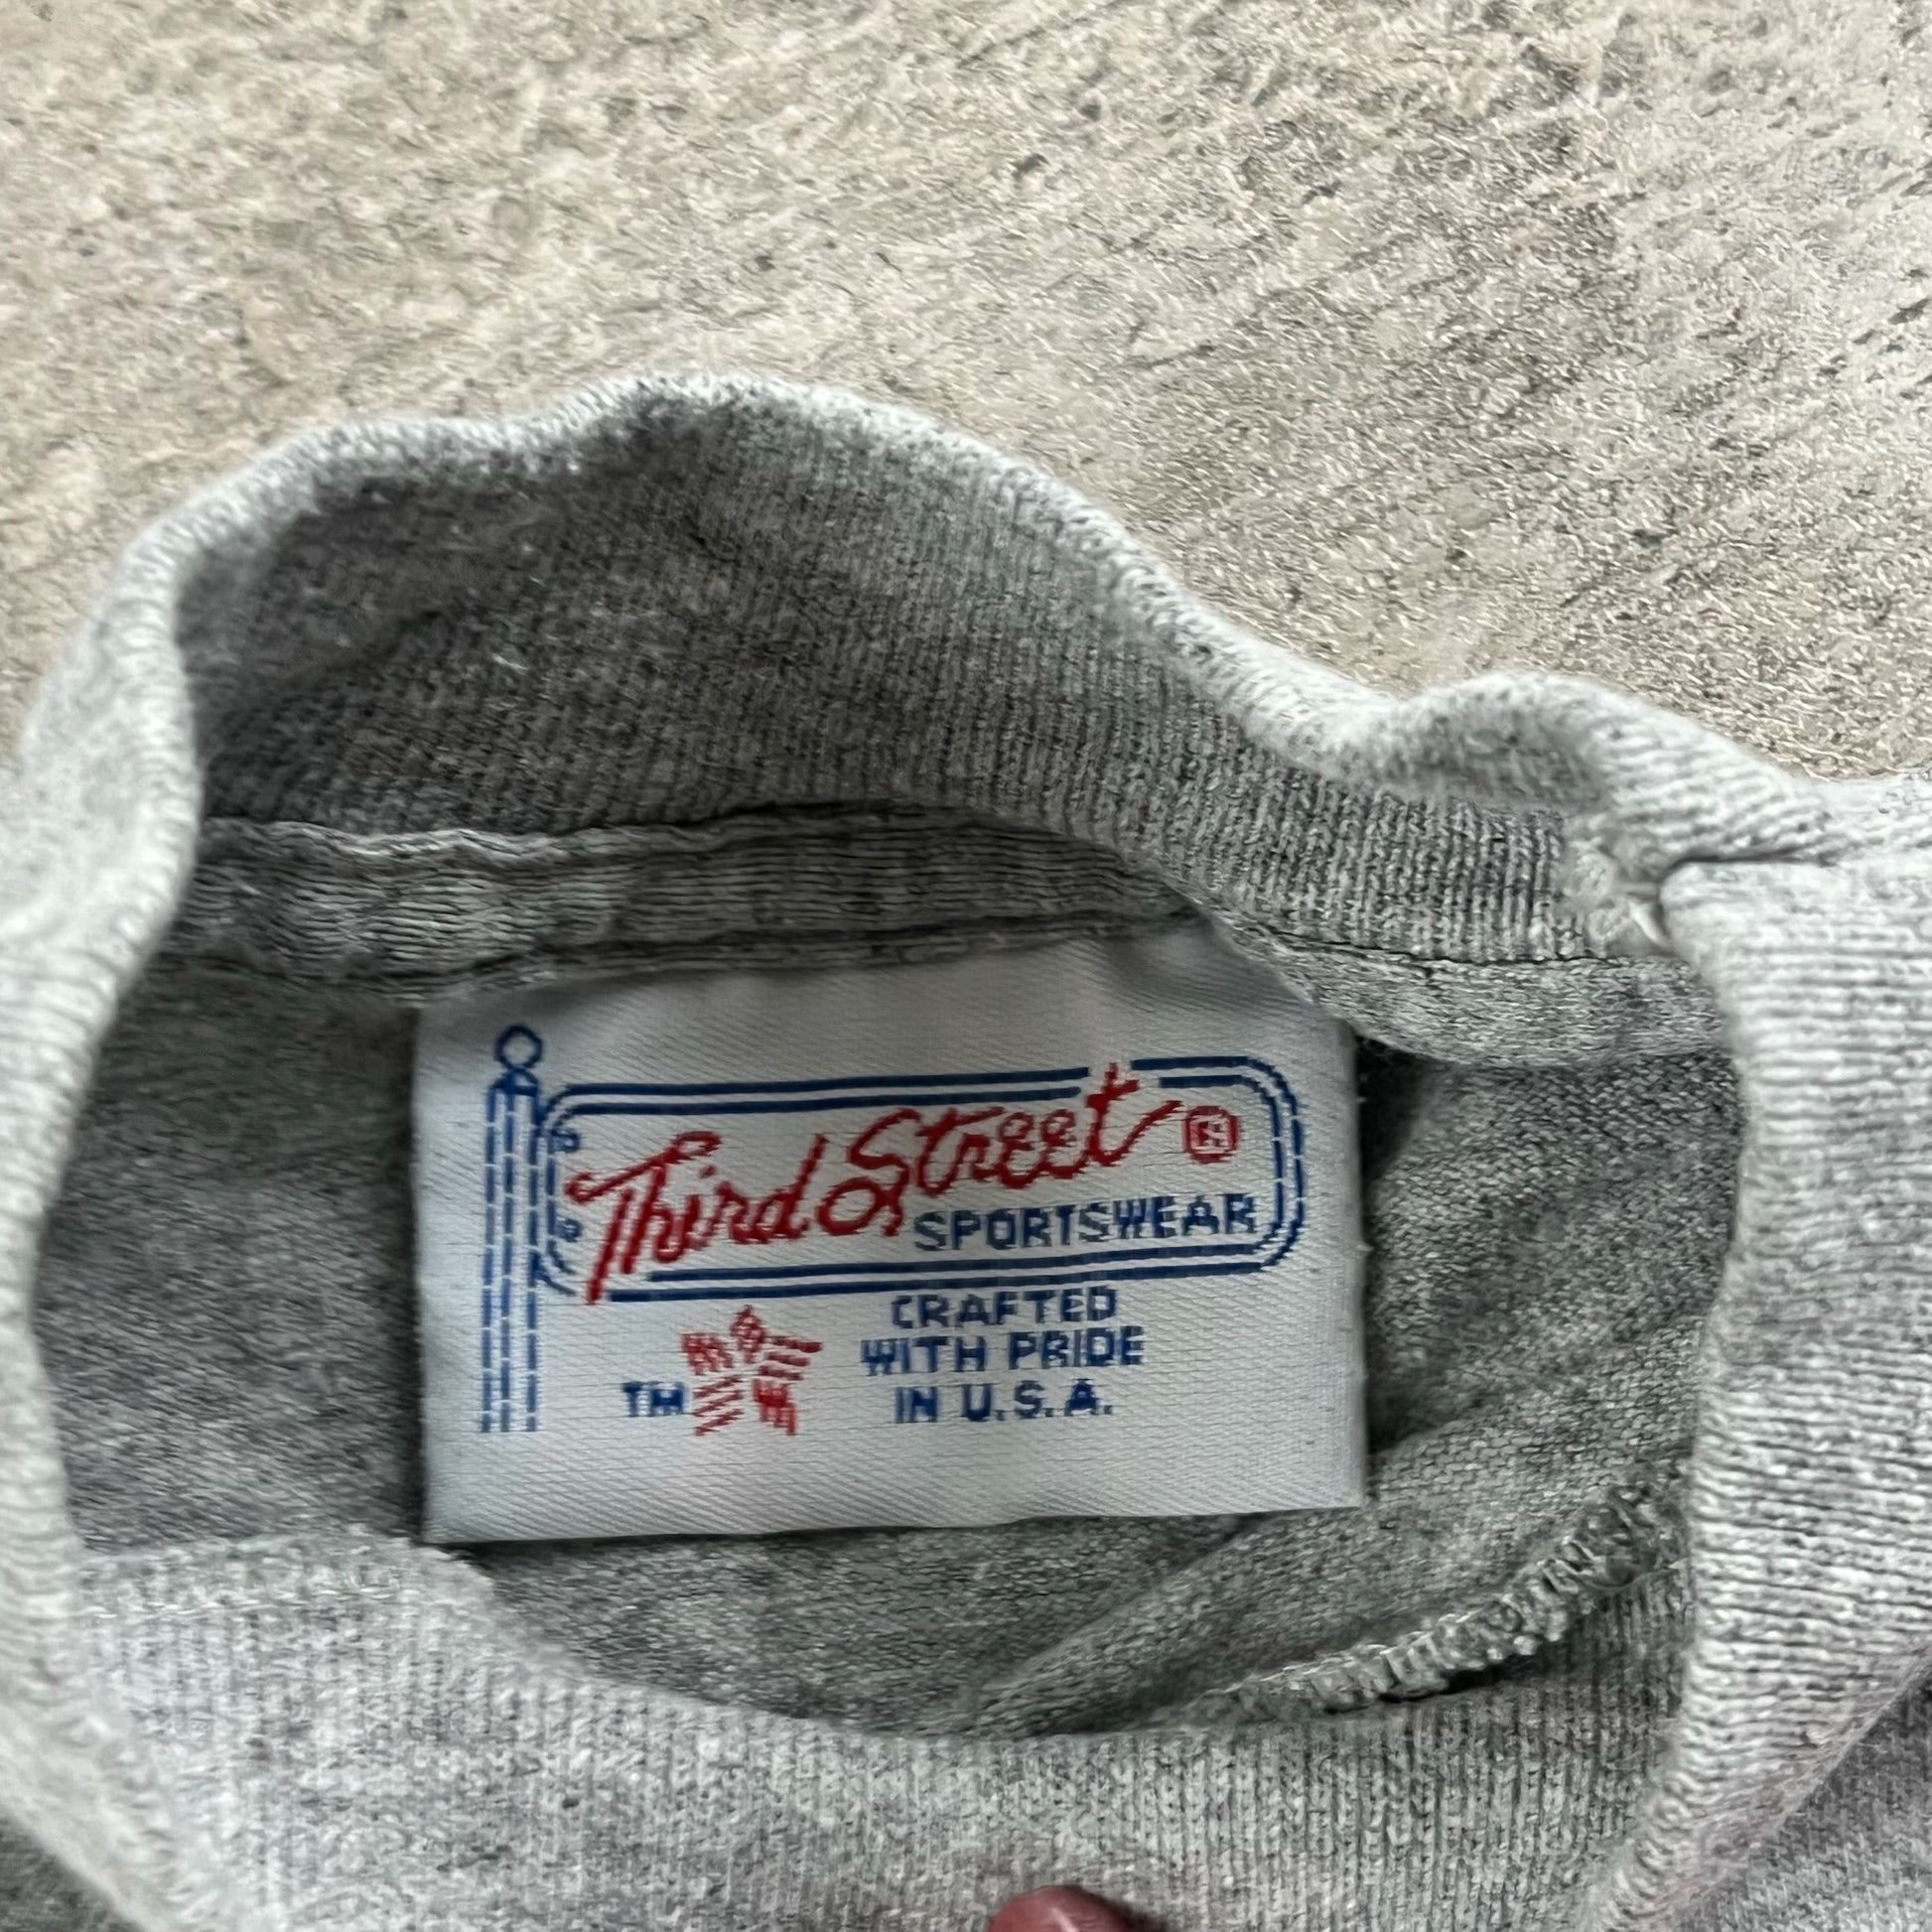 Third Street ®
SPORTSWEAR
CRAFTED
WITH PRIDE
TM IN U.S.A.